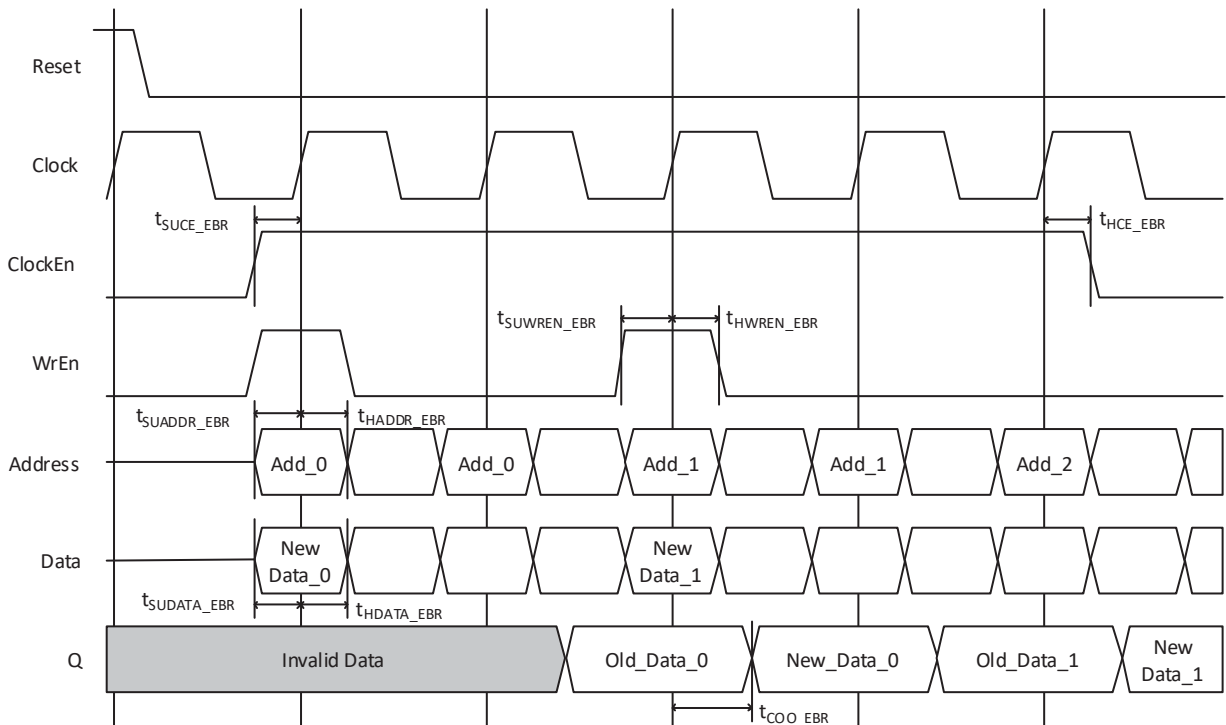 Reset
Clock
tSUCE_EBR
tHCE_EBR
ClockEn
tSUWREN_EBR
tHWREN_EBR
WrEn
tSUADDR_EBR
tHADDR_EBR
Address
Add_0
Add_0
Add_1
Add_1
Add_2
Data
New
Data_0
New
Data_1
tSUDATA_EBR
tHDATA_EBR
Q
Invalid Data
Old_Data_0
New_Data_0
Old_Data_1
New
Data_1
tCOO_EBR